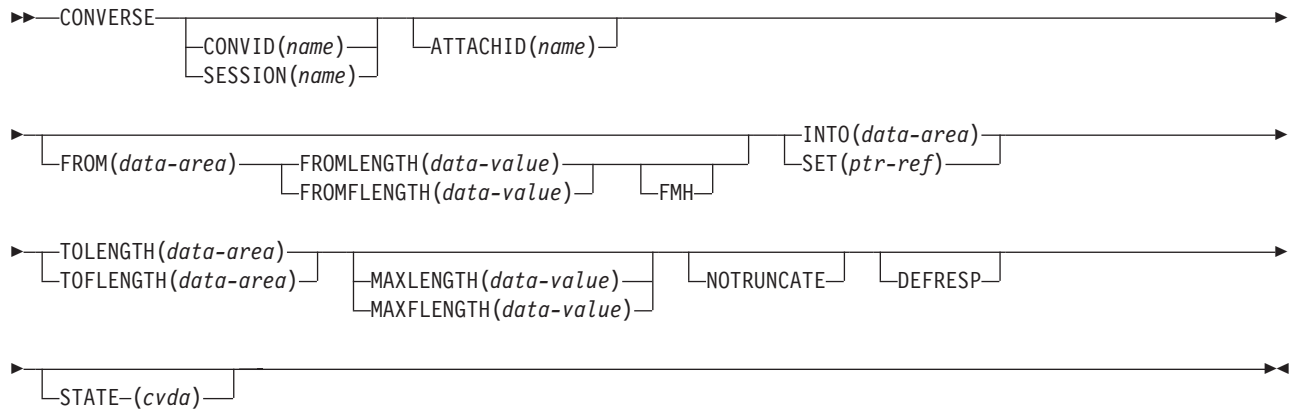 CONVERSE
CONVID(name) ATTACHID(name)
SESSION(name)
INTO(data-area)
FROM(data-area) FROMLENGTH(data-value) SET(ptr-ref)
FROMFLENGTH(data-value) FMH
TOLENGTH(data-area)
TOFLENGTH(data-area) MAXLENGTH(data-value) NOTRUNCATE DEFRESP
MAXFLENGTH(data-value)
STATE (cvda)